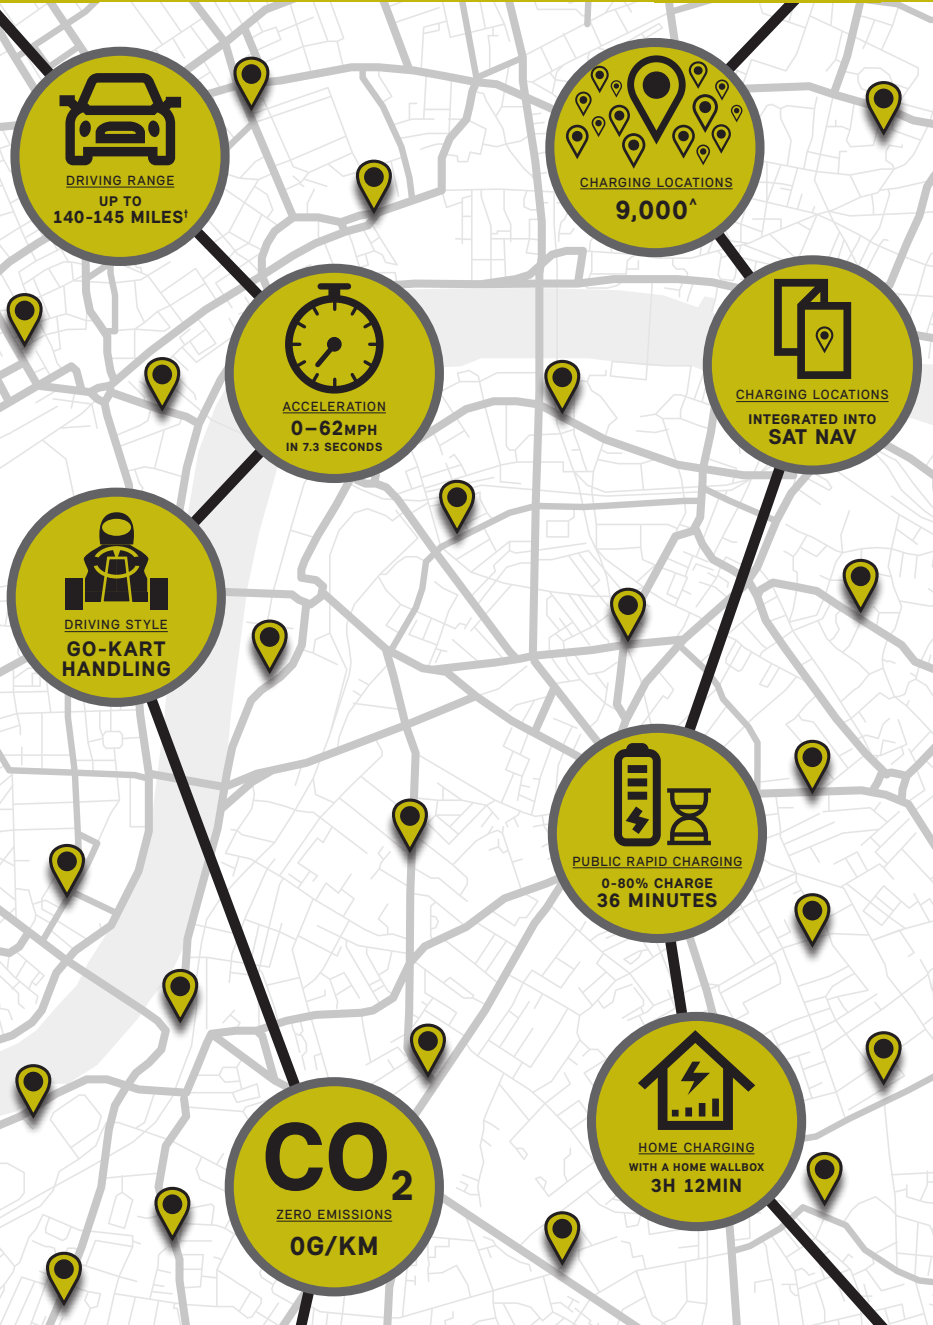 DRIVING RANGE
UP TO
140-145 MILES†
CHARGING LOCATIONS
9,000^
ACCELERATION
0–62MPH
IN 7.3 SECONDS
CHARGING LOCATIONS
INTEGRATED INTO
SAT NAV
DRIVING STYLE
GO-KART
HANDLING
PUBLIC RAPID CHARGING
0-80% CHARGE
36 MINUTES
HOME CHARGING
WITH A HOME WALLBOX
3H 12MIN
CO2
ZERO EMISSIONS
0G/KM